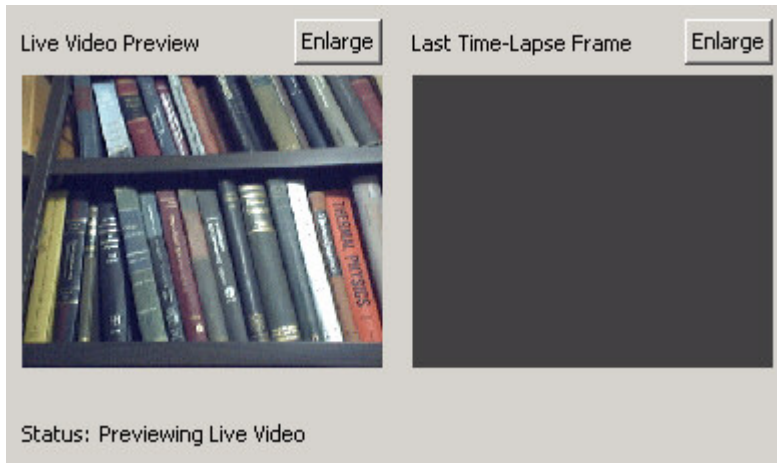 Live Video Preview
Enlarge
Last Time-Lapse Frame
Enlarge
THERMAL PHYSICS
Status: Previewing Live Video